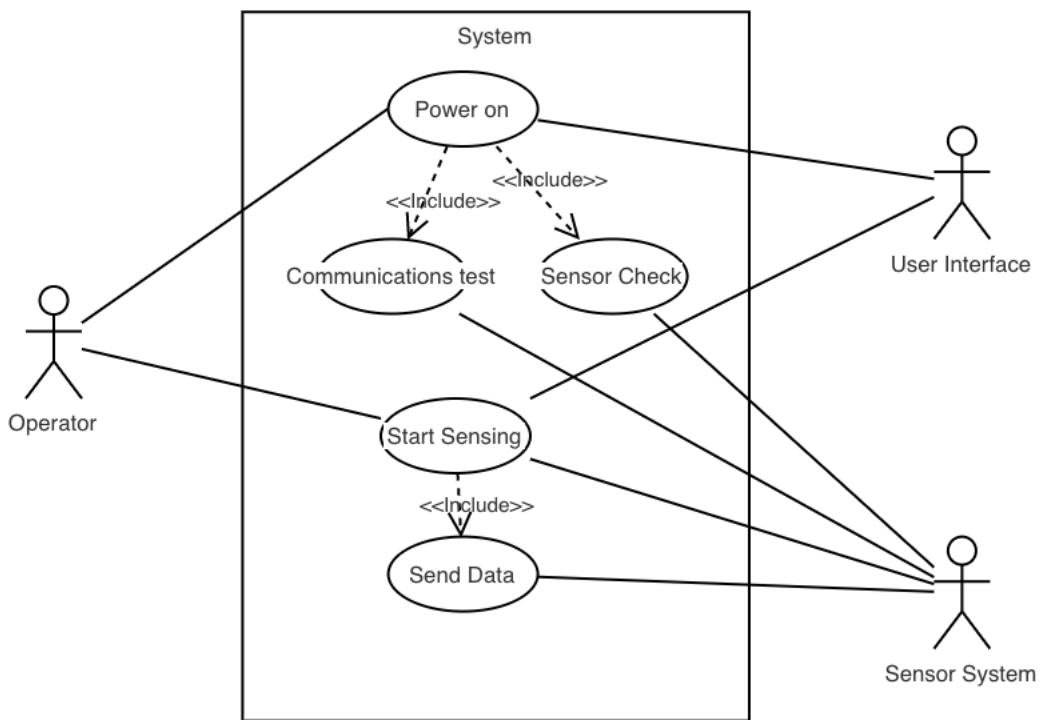 System
Power on
<<Include>>
<<Include>>
Communications test
Sensor Check
User Interface
Operator
Start Sensing
<<Include>>
Send Data
Sensor System